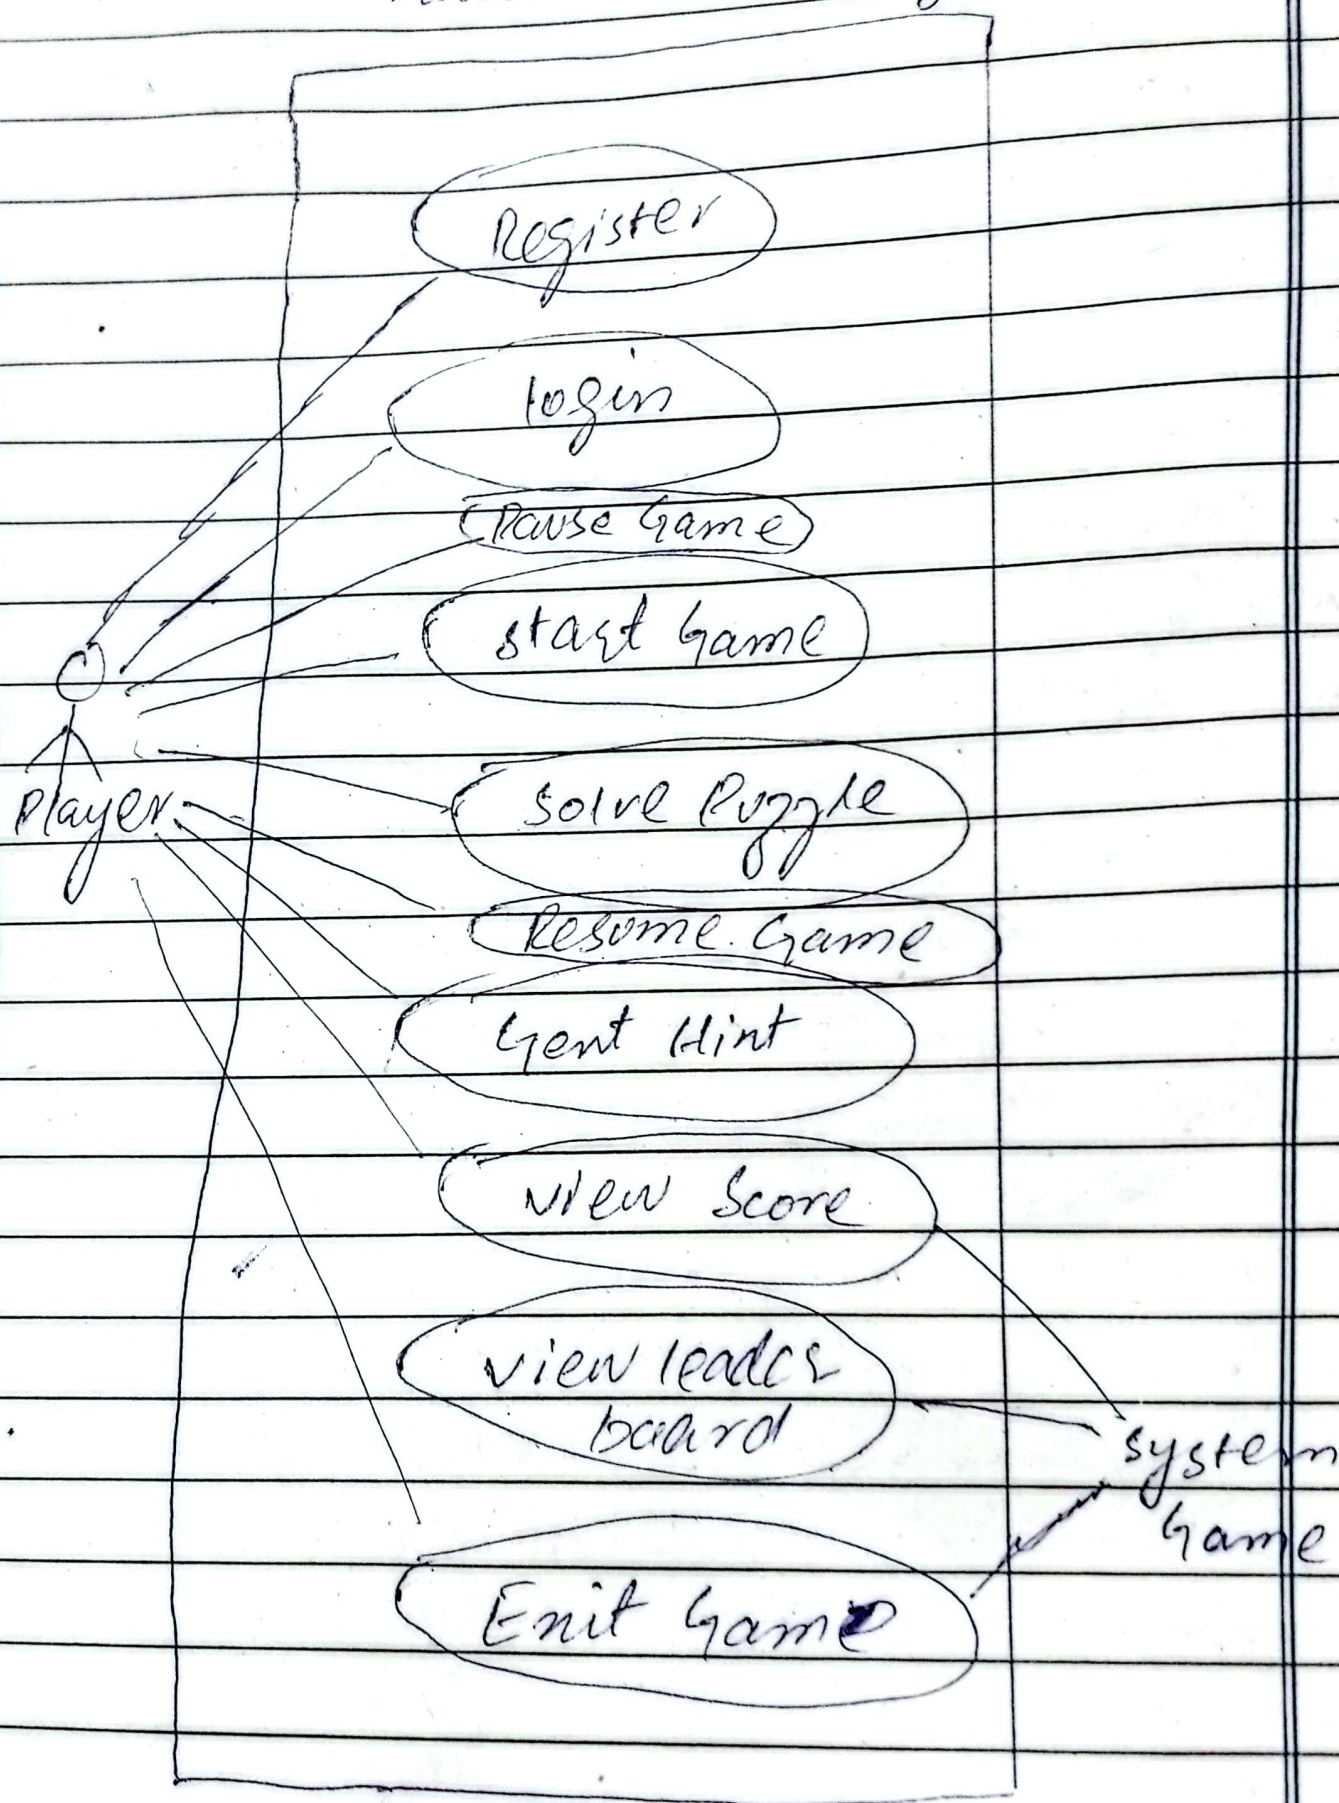 Register
login
Pause Game
start Game
Solve Puzzle
Player
Resome Game
Gent Hint
view Score
view leader
baard
system
Game
Exit Game